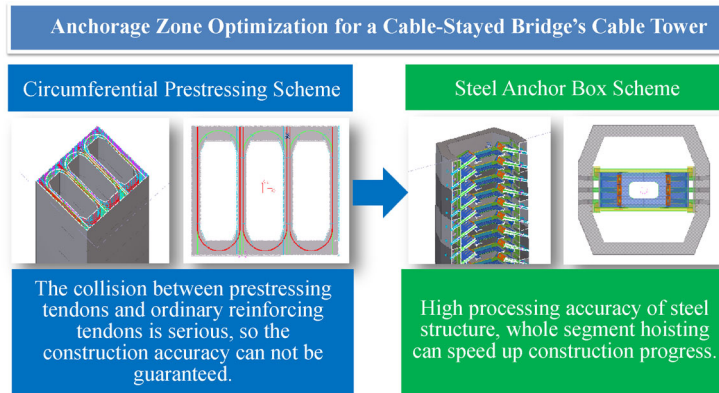 Anchorage Zone Optimization for a Cable-Stayed Bridge's Cable Tower
Circumferential Prestressing Scheme
Steel Anchor Box Scheme
The collision between prestressing
tendons and ordinary reinforcing
tendons is serious, so the
construction accuracy can not be
guaranteed.
High processing accuracy of steel
structure, whole segment hoisting
can speed up construction progress.